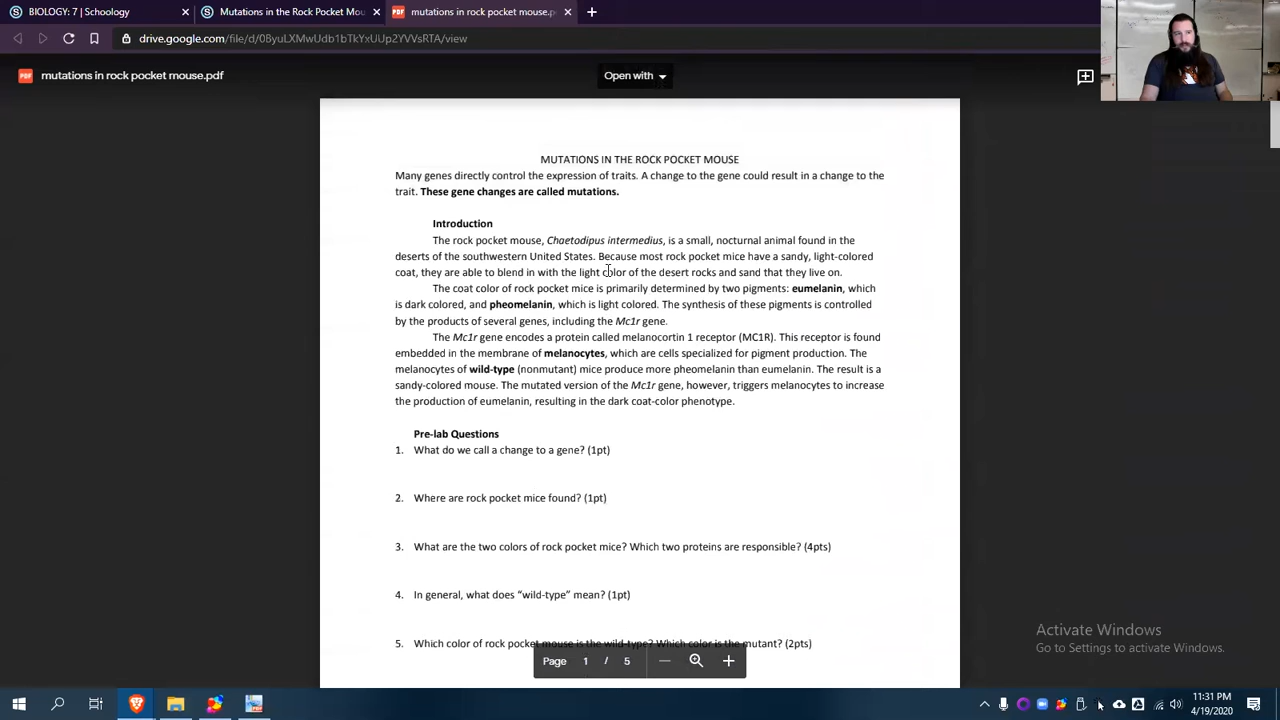 BIOLOGY: 7 | Schoology
Mutations in the Rock Pocket Mou
mutations in rock pocket mouse.p
drive.google.com/file/d/0ByuUvMwUdb1bTkYxUUp2YVVsRTA/view
mutations in rock pocket mouse.pdf
Open with
MUTATIONS IN THE ROCK POCKET MOUSE
Many genes directly control the expression of traits. A change to the gene could result in a change to the
trait. These gene changes are called mutations.
Introduction
The rock pocket mouse, Chaetodipus intermedius, is a small, nocturnal animal found in the
deserts of the southwestern United States. Because most rock pocket mice have a sandy, light-colored
coat, they are able to blend in with the light color of the desert rocks and sand that they live on.
The coat color of rock pocket mice is primarily determined by two pigments: eumelanin, which
is dark colored, and pheomelanin, which is light colored. The synthesis of these pigments is controlled
by the products of several genes, including the Mc1r gene.
The Mc1r gene encodes a protein called melanocortin 1 receptor (MC1R). This receptor is found
embedded in the membrane of melanocytes, which are cells specialized for pigment production. The
melanocytes of wild-type (nonmutant) mice produce more pheomelanin than eumelanin. The result is a
sandy-colored mouse. The mutated version of the Mc1r gene, however, triggers melanocytes to increase
the production of eumelanin, resulting in the dark coat-color phenotype.
Pre-lab Questions
1. What do we call a change to a gene? (1pt)
2. Where are rock pocket mice found? (1pt)
3. What are the two colors of rock pocket mice? Which two proteins are responsible? (4pts)
4. In general, what does “wild-type” mean? (1pt)
5. Which color of rock pocket mouse is the wild-type? Which color is the mutant? (2pts)
Page 1 / 5
Activate Windows
Go to Settings to activate Windows.
11:31 PM
4/19/2020